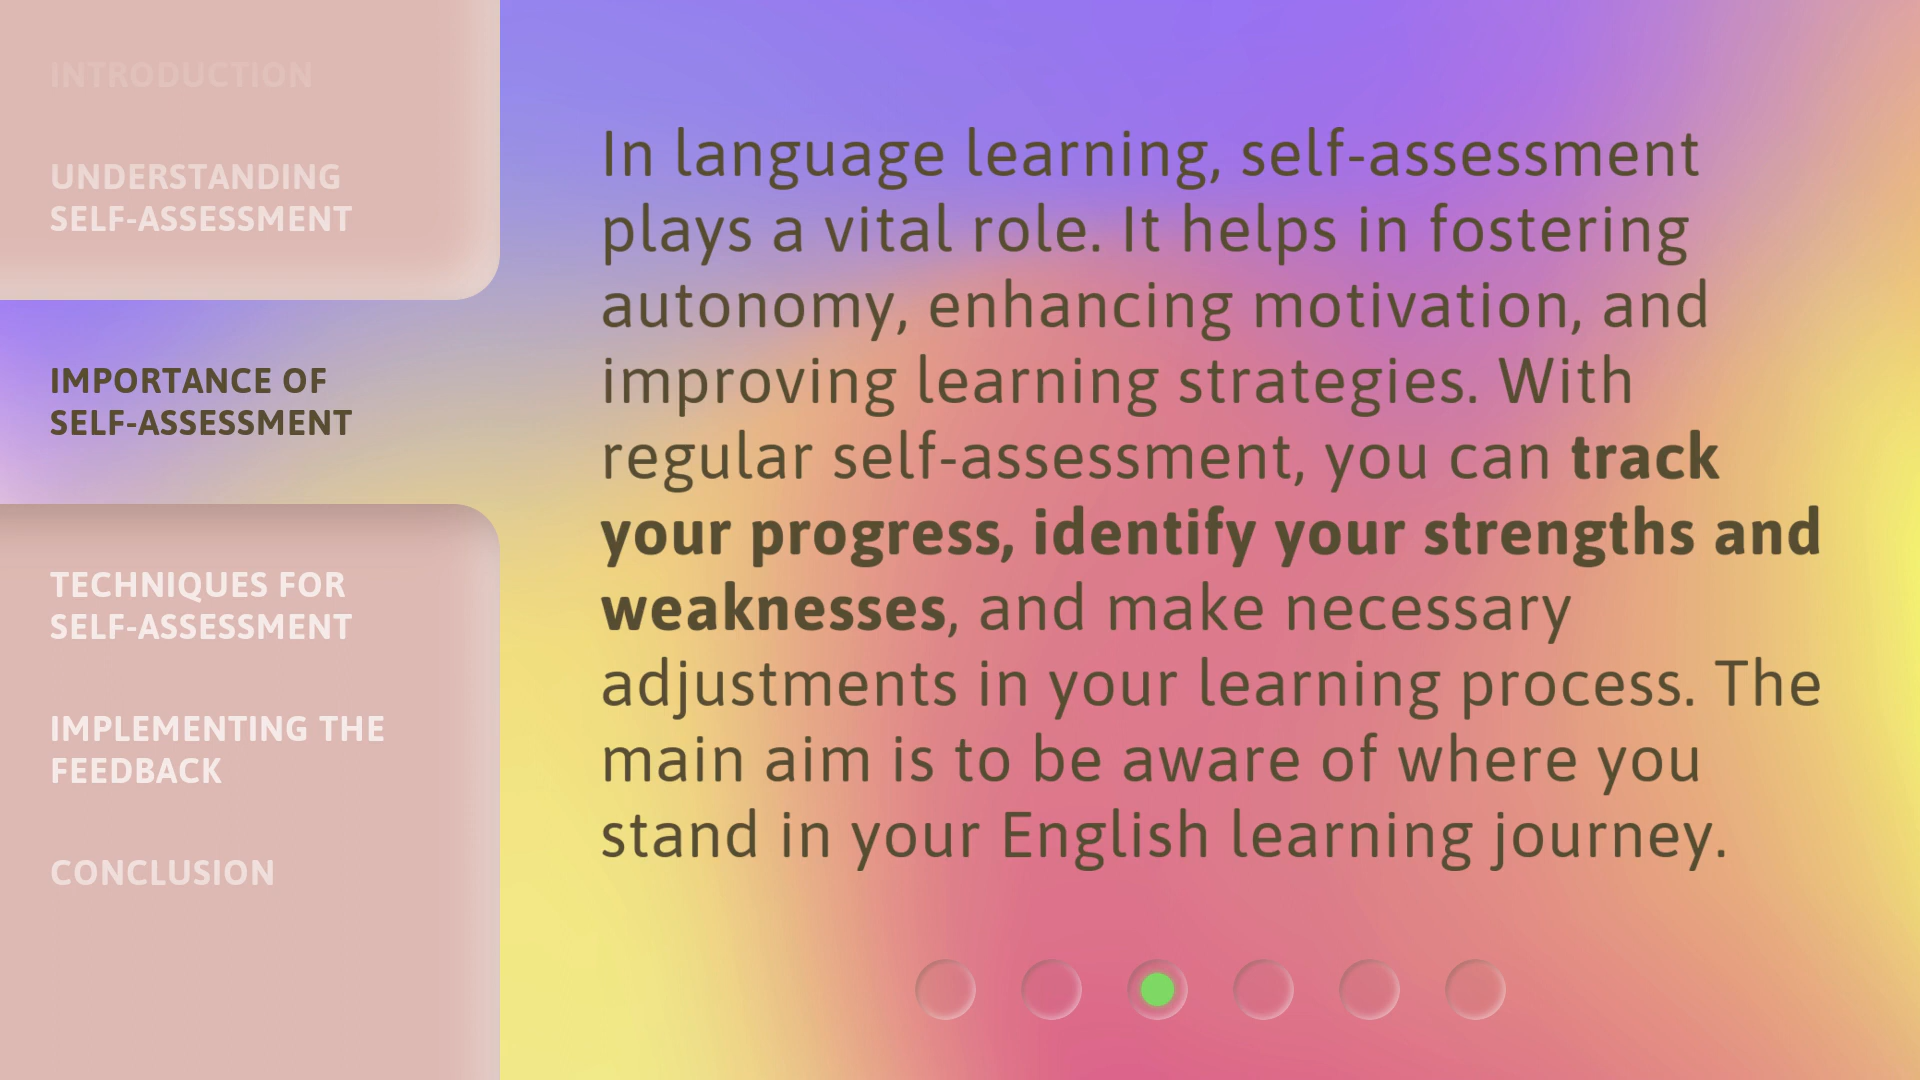 INTRODUCTION
UNDERSTANDING
SELF-ASSESSMENT
IMPORTANCE OF
SELF-ASSESSMENT
TECHNIQUES FOR
SELF-ASSESSMENT
IMPLEMENTING THE
FEEDBACK
CONCLUSION
In language learning, self-assessment
plays a vital role. It helps in fostering
autonomy, enhancing motivation, and
improving learning strategies. With
regular self-assessment, you can track
your progress, identify your strengths and
weaknesses, and make necessary
adjustments in your learning process. The
main aim is to be aware of where you
stand in your English learning journey.